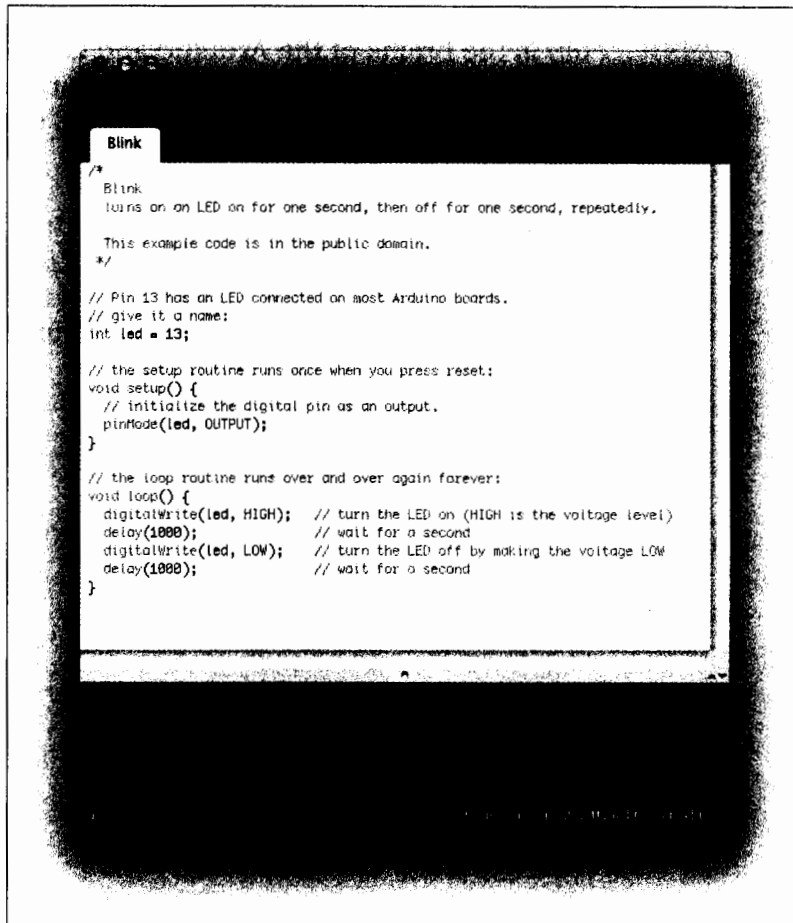 Blink
/*
  Blink
  Turns on an LED on for one second, then off for one second, repeatedly.

  This example code is in the public domain.
 */

// Pin 13 has an LED connected on most Arduino boards.
// give it a name:
int led = 13;

// the setup routine runs once when you press reset:
void setup() {
  // initialize the digital pin as an output.
  pinMode(led, OUTPUT);
}

// the loop routine runs over and over again forever:
void loop() {
  digitalWrite(led, HIGH);   // turn the LED on (HIGH is the voltage level)
  delay(1000);               // wait for a second
  digitalWrite(led, LOW);    // turn the LED off by making the voltage LOW
  delay(1000);               // wait for a second
}